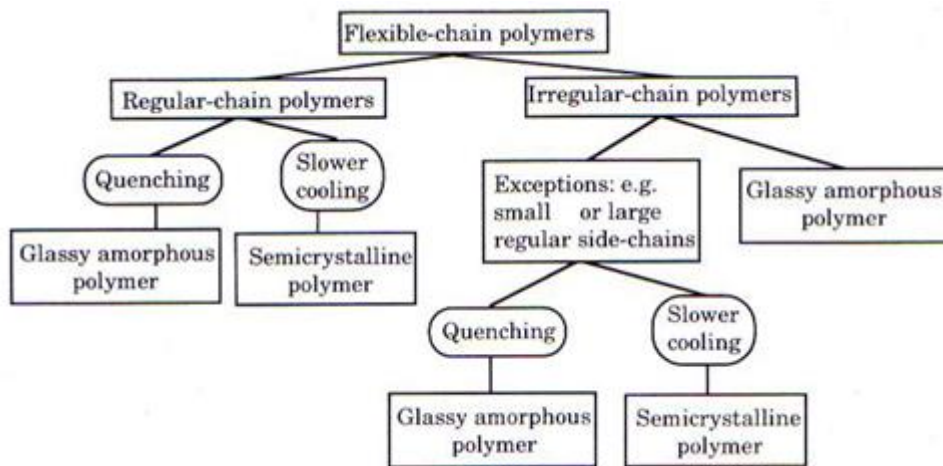 Flexible-chain polymers
Regular-chain polymers
Irregular-chain polymers
Quenching
Slower
cooling
Exceptions: e.g.
small or large
regular side-chains
Glassy amorphous
polymer
Glassy amorphous
polymer
Semicrystalline
polymer
Quenching
Slower
cooling
Glassy amorphous
polymer
Semicrystalline
polymer